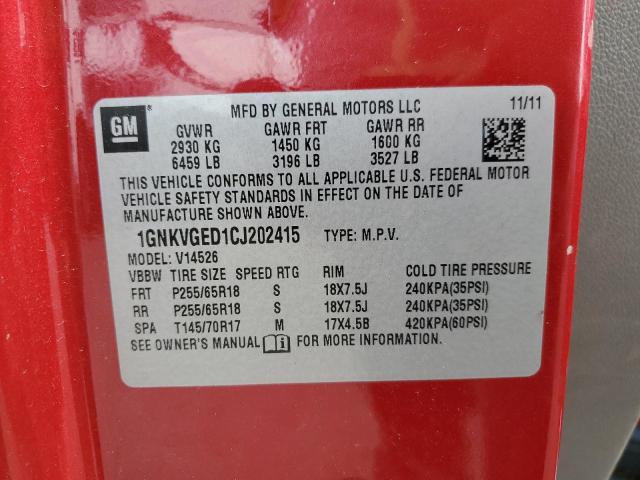 GM
MFD BY GENERAL MOTORS LLC 11/11
GVWR GAWR FRT GAWR RR
2930 KG 1450 KG 1600 KG
6459 LB 3196 LB 3527 LB
THIS VEHICLE CONFORMS TO ALL APPLICABLE U.S. FEDERAL MOTOR
VEHICLE SAFETY STANDARDS IN EFFECT ON THE DATE OF
MANUFACTURE SHOWN ABOVE.
1GNKVGED1CJ202415 TYPE: M.P.V.
MODEL: V14526
VBBW TIRE SIZE SPEED RTG RIM COLD TIRE PRESSURE
FRT P255/65R18 S 18X7.5J 240KPA(35PSI)
RR P255/65R18 S 18X7.5J 240KPA(35PSI)
SPA T145/70R17 M 17X4.5B 420KPA(60PSI)
SEE OWNER'S MANUAL i FOR MORE INFORMATION.